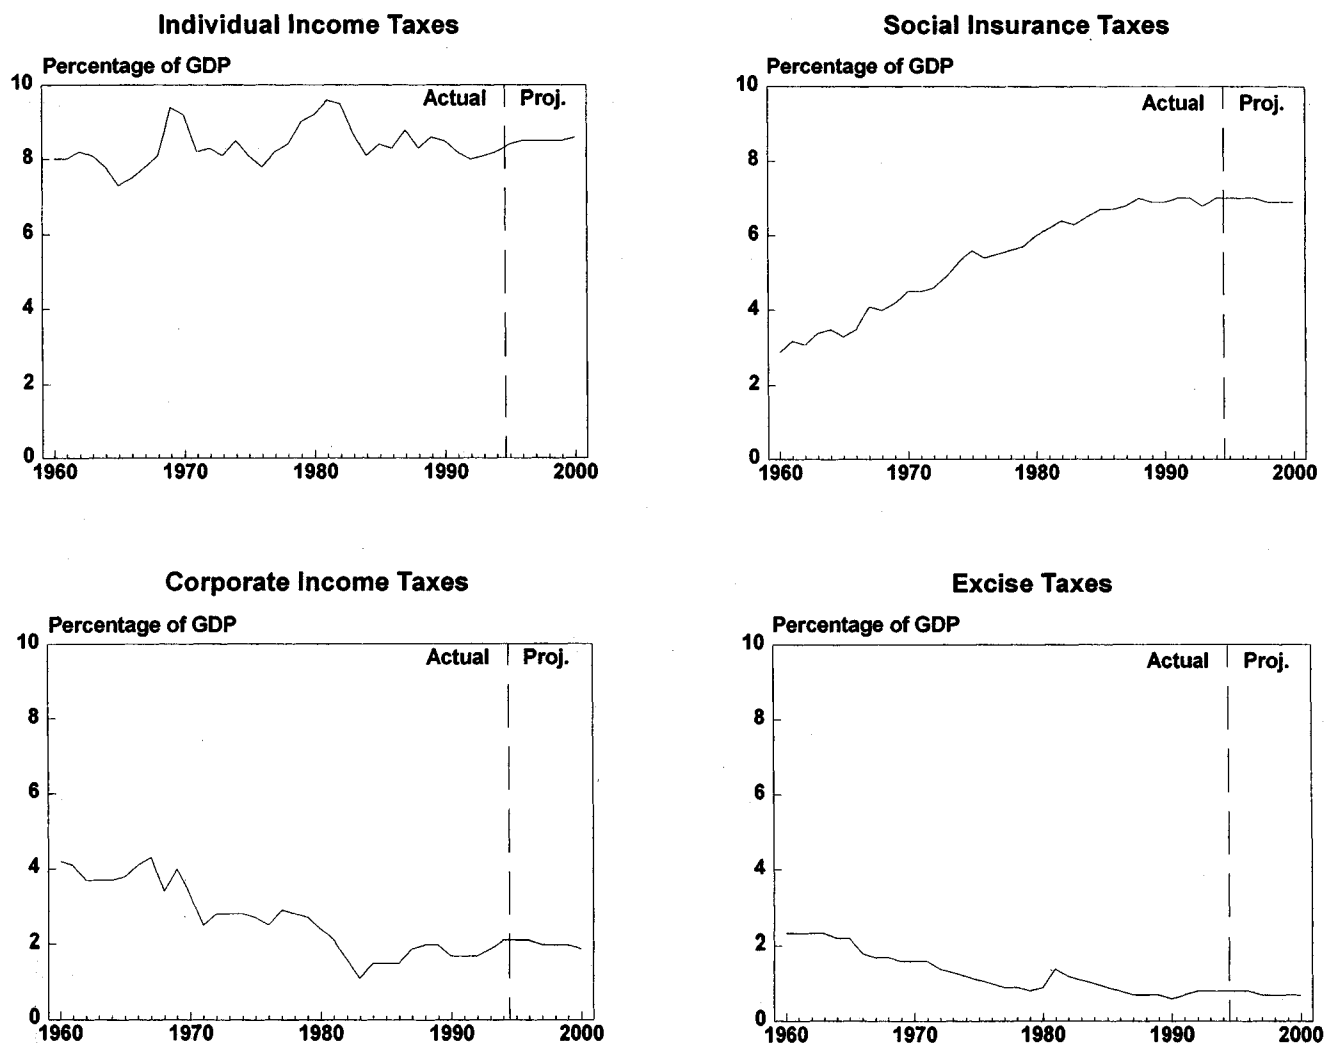 Individual Income Taxes
Percentage of GDP
10
Actual
Proj.
8
6
4
2
0
1960 1970 1980 1990 2000
Social Insurance Taxes
Percentage of GDP
10
Actual
Proj.
8
6
4
2
0
1960 1970 1980 1990 2000
Corporate Income Taxes
Percentage of GDP
10
Actual
Proj.
8
6
4
2
0
1960 1970 1980 1990 2000
Excise Taxes
Percentage of GDP
10
Actual
Proj.
8
6
4
2
0
1960 1970 1980 1990 2000